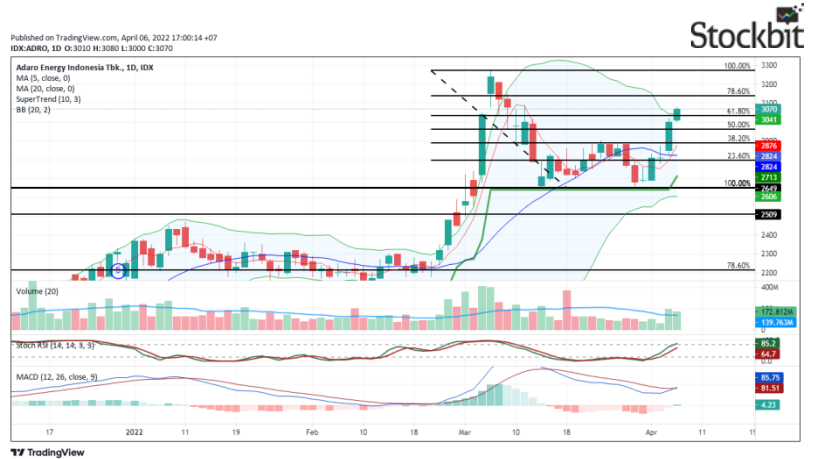 Stockbit
Published on TradingView.com, April 06, 2022 17:00:14 +07
IDX:ADRO, 1D O:3010 H:3080 L:3000 C:3070
Adaro Energy Indonesia Tbk., 1D, IDX
MA (5, close, 0)
MA (20, close, 0)
SuperTrend (10, 3)
BB (20, 2)
100.00%
78.60%
61.80%
50.00%
38.20%
23.60%
78.60%
3300
3200
3070
3041
2876
2824
2824
2713
2649
2606
2509
2400
2300
2200
Volume (20)
400M
172.812M
139.763M
0
Stoch RSI (14, 14, 3, 3)
85.2
64.7
MACD (12, 26, close, 9)
85.75
81.51
4.23
17 2022 11 19 Feb 10 18 Mar 10 18 Apr 11
TradingView